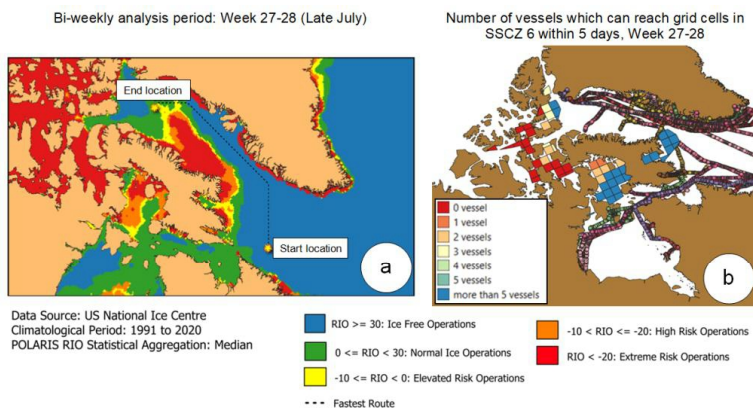 Bi-weekly analysis period: Week 27-28 (Late July)
Number of vessels which can reach grid cells in
SSCZ 6 within 5 days, Week 27-28
End location
Start location
a
0 vessel
1 vessel
2 vessels
3 vessels
4 vessels
5 vessels
more than 5 vessels
b
Data Source: US National Ice Centre
Climatological Period: 1991 to 2020
POLARIS RIO Statistical Aggregation: Median
RIO >= 30: Ice Free Operations
0 <= RIO < 30: Normal Ice Operations
-10 <= RIO < 0: Elevated Risk Operations
Fastest Route
-10 < RIO <= -20: High Risk Operations
RIO < -20: Extreme Risk Operations